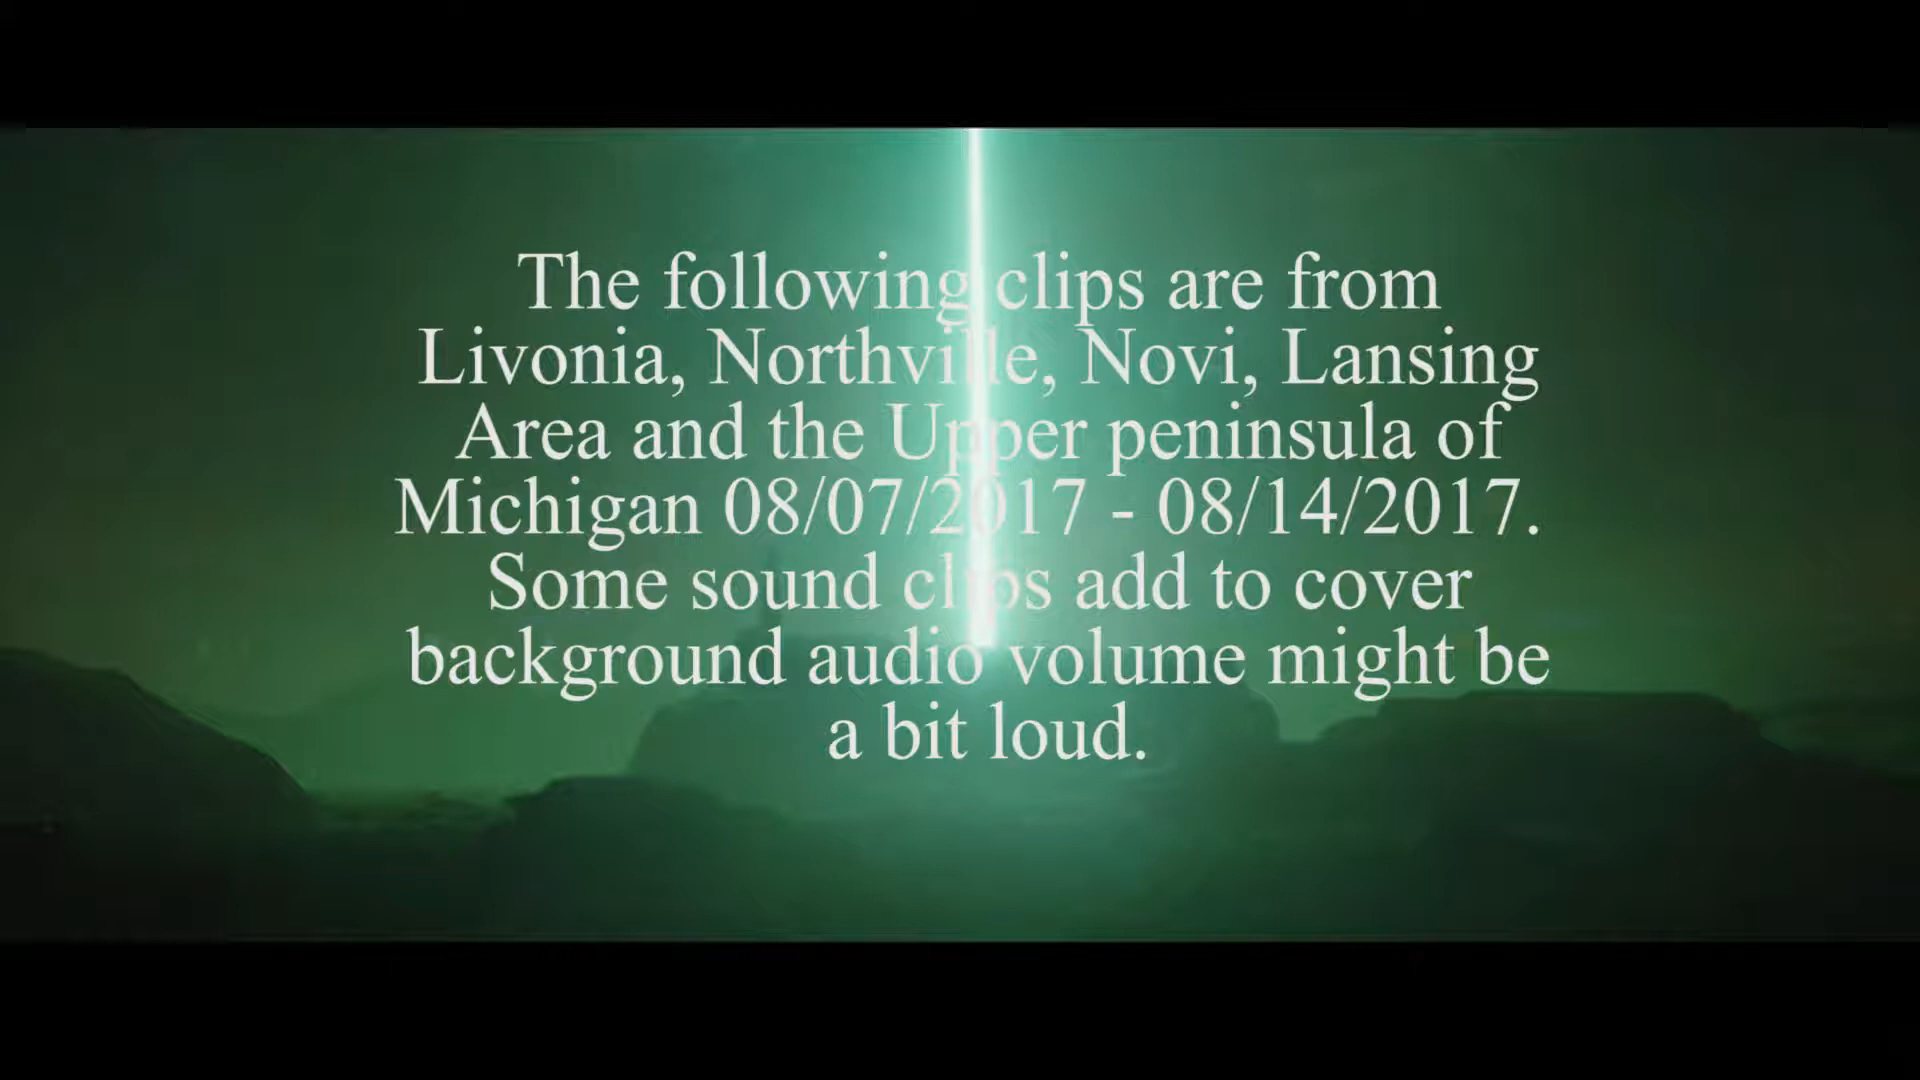 The following clips are from
Livonia, Northville, Novi, Lansing
Area and the Upper peninsula of
Michigan 08/07/2017 - 08/14/2017.
Some sound clips add to cover
background audio volume might be
a bit loud.